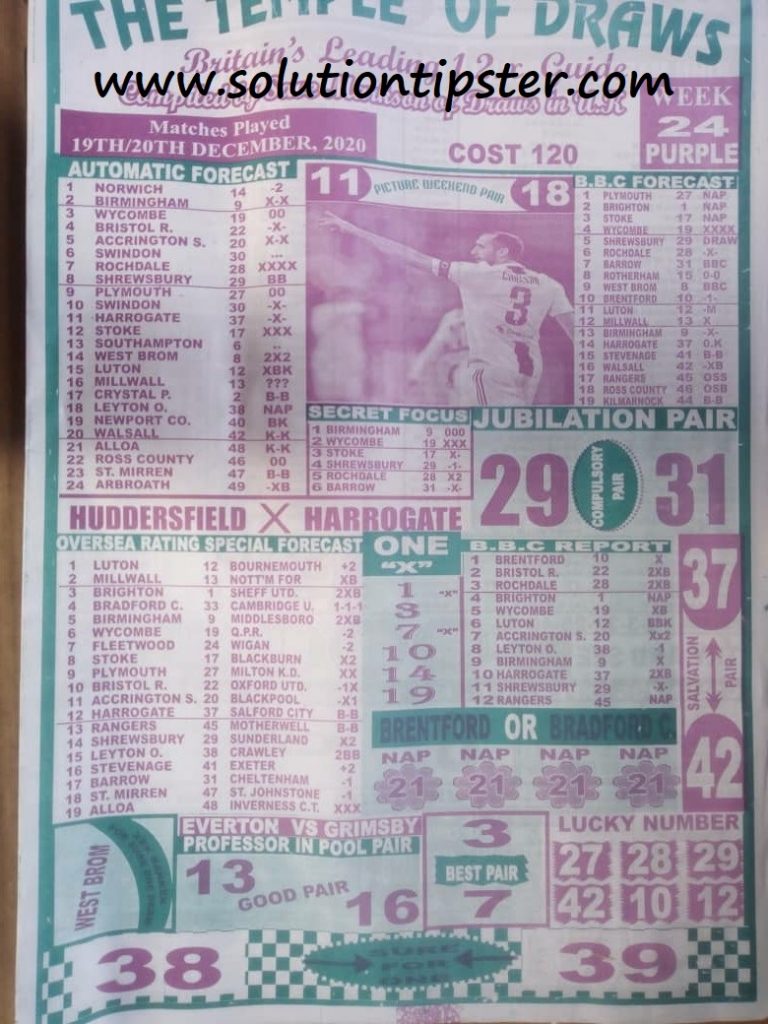 THE TEMPLE OF DRAWS
Britain's Leading 1 2 x Guide
www.solutiontipster.com
of Draws in U.K
WEEK
24
PURPLE
Matches Played
19TH/20TH DECEMBER, 2020
COST 120
AUTOMATIC FORECAST
1 NORWICH 14 -2
2 BIRMINGHAM 9 X-X
3 WYCOMBE 19 00
4 BRISTOL R. 22 -X-
5 ACCRINGTON S. 20 X-X
6 SWINDON 30 ...
7 ROCHDALE 28 XXXX
8 SHREWSBURY 29 BB
9 PLYMOUTH 27 00
10 SWINDON 30 -X-
11 HARROGATE 37 -X-
12 STOKE 17 XXX
13 SOUTHAMPTON 6 ..
14 WEST BROM 8 2X2
15 LUTON 12 XBK
16 MILLWALL 13 ???
17 CRYSTAL P. 2 B-B
18 LEYTON O. 38 NAP
19 NEWPORT CO. 40 BK
20 WALSALL 42 K-K
21 ALLOA 48 K-K
22 ROSS COUNTY 46 00
23 ST. MIRREN 47 B-B
24 ARBROATH 49 -XB
11 PICTURE WEEKEND PAIR 18
3
B.B.C FORECAST
1 PLYMOUTH 27 NAP
2 BRIGHTON 1 NAP
3 STOKE 17 NAP
4 WYCOMBE 19 XXXX
5 SHREWSBURY 29 DRAW
6 ROCHDALE 28 -X-
7 BARROW 31 BBC
8 ROTHERHAM 15 0-0
9 WEST BROM 8 BBC
10 BRENTFORD 10 -1-
11 LUTON 12 -M
12 MILLWALL 13 X
13 BIRMINGHAM 9 -X-
14 HARROGATE 37 0.K
15 STEVENAGE 41 B-B
16 WALSALL 42 -XB
17 RANGERS 45 OSS
18 ROSS COUNTY 46 OSB
19 KILMARNOCK 44 B-B
SECRET FOCUS
1 BIRMINGHAM 9 000
2 WYCOMBE 19 XXX
3 STOKE 17 X-
4 SHREWSBURY 29 -1-
5 ROCHDALE 28 X2
6 BARROW 31 -X-
JUBILATION PAIR
29 COMPULSORY PAIR 31
HUDDERSFIELD X HARROGATE
OVERSEA RATING SPECIAL FORECAST
1 LUTON 12 BOURNEMOUTH +2
2 MILLWALL 13 NOTT'M FOR XB
3 BRIGHTON 1 SHEFF UTD. 2XB
4 BRADFORD C. 33 CAMBRIDGE U. 1-1-1
5 BIRMINGHAM 9 MIDDLESBORO 2XB
6 WYCOMBE 19 Q.P.R. -2
7 FLEETWOOD 24 WIGAN -2
8 STOKE 17 BLACKBURN X2
9 PLYMOUTH 27 MILTON K.D. XX
10 BRISTOL R. 22 OXFORD UTD. -1X
11 ACCRINGTON S. 20 BLACKPOOL -X1
12 HARROGATE 37 SALFORD CITY B-B
13 RANGERS 45 MOTHERWELL B-B
14 SHREWSBURY 29 SUNDERLAND X2
15 LEYTON O. 38 CRAWLEY 2BB
16 STEVENAGE 41 EXETER +2
17 BARROW 31 CHELTENHAM -1
18 ST. MIRREN 47 ST. JOHNSTONE -1
19 ALLOA 48 INVERNESS C.T. XXX
ONE
"X"
1 "X"
3
7 "X"
10
14
19
B.B.C REPORT
1 BRENTFORD 10 X
2 BRISTOL R. 22 2XB
3 ROCHDALE 28 2XB
4 BRIGHTON 1 NAP
5 WYCOMBE 19 XB
6 LUTON 12 BBK
7 ACCRINGTON S. 20 Xx2
8 LEYTON O. 38 -1
9 BIRMINGHAM 9 X
10 HARROGATE 37 2XB
11 SHREWSBURY 29 -X-
12 RANGERS 45 NAP
37
SALVATION PAIR
42
BRENTFORD OR BRADFORD C.
NAP NAP NAP NAP
21 21 21 21
WEST BROM
EVERTON VS GRIMSBY
PROFESSOR IN POOL PAIR
13 GOOD PAIR 16
3
BEST PAIR
7
LUCKY NUMBER
27 28 29
42 10 12
38 SURE FOR ONE 39